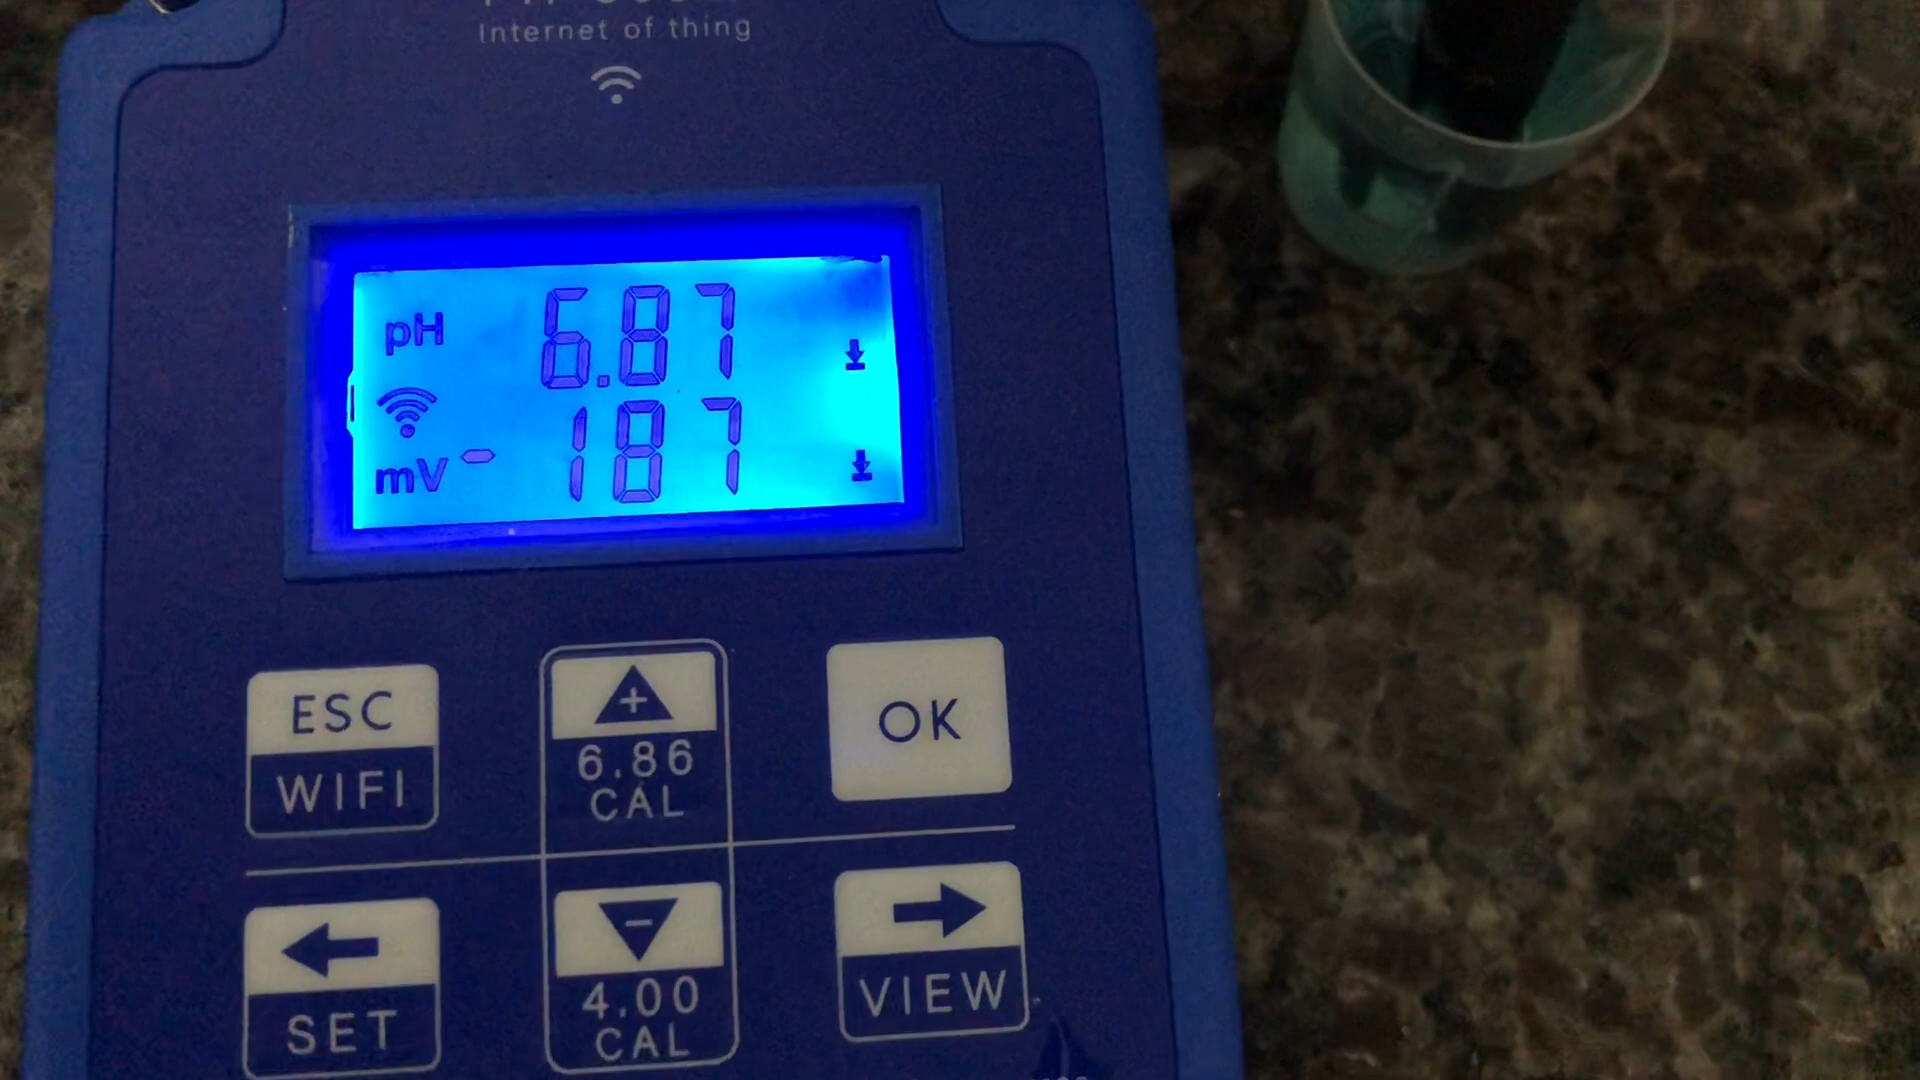 Internet of thing
pH 6.87
mV -187
ESC
WIFI
+
6.86
CAL
OK
SET
-
4.00
CAL
VIEW